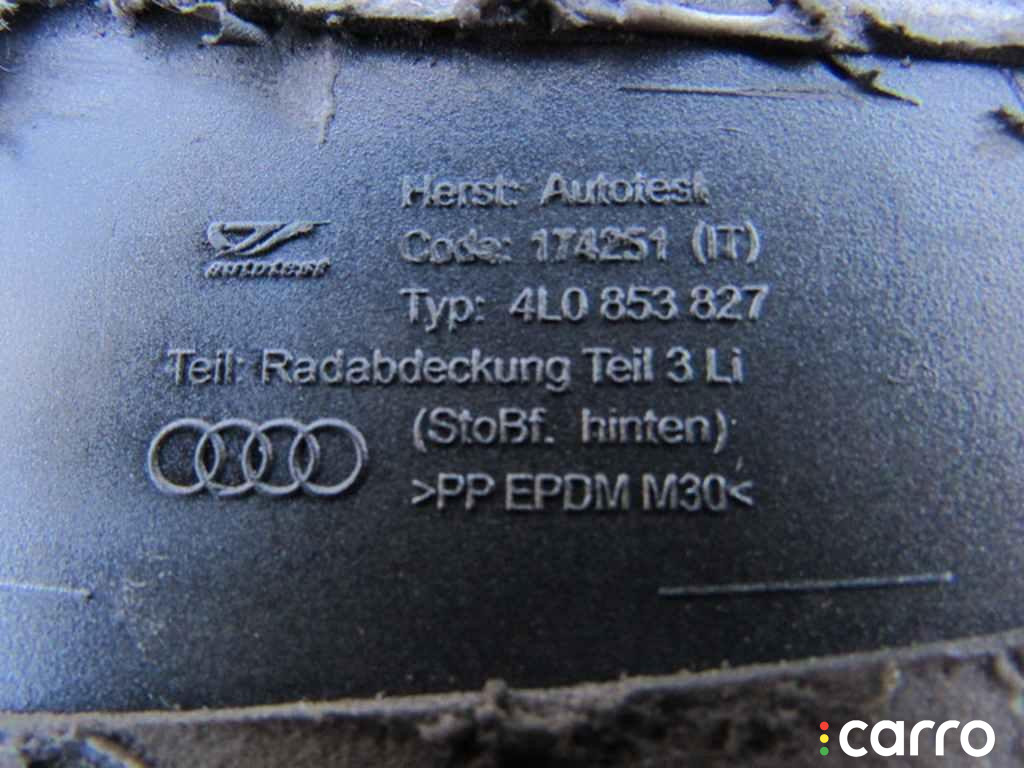 Herst: Autotest
autotest
Code: 174251 (IT)
Typ: 4L0 853 827
Teil: Radabdeckung Teil 3 Li
(StoBf. hinten)
>PP EPDM M30<
carro